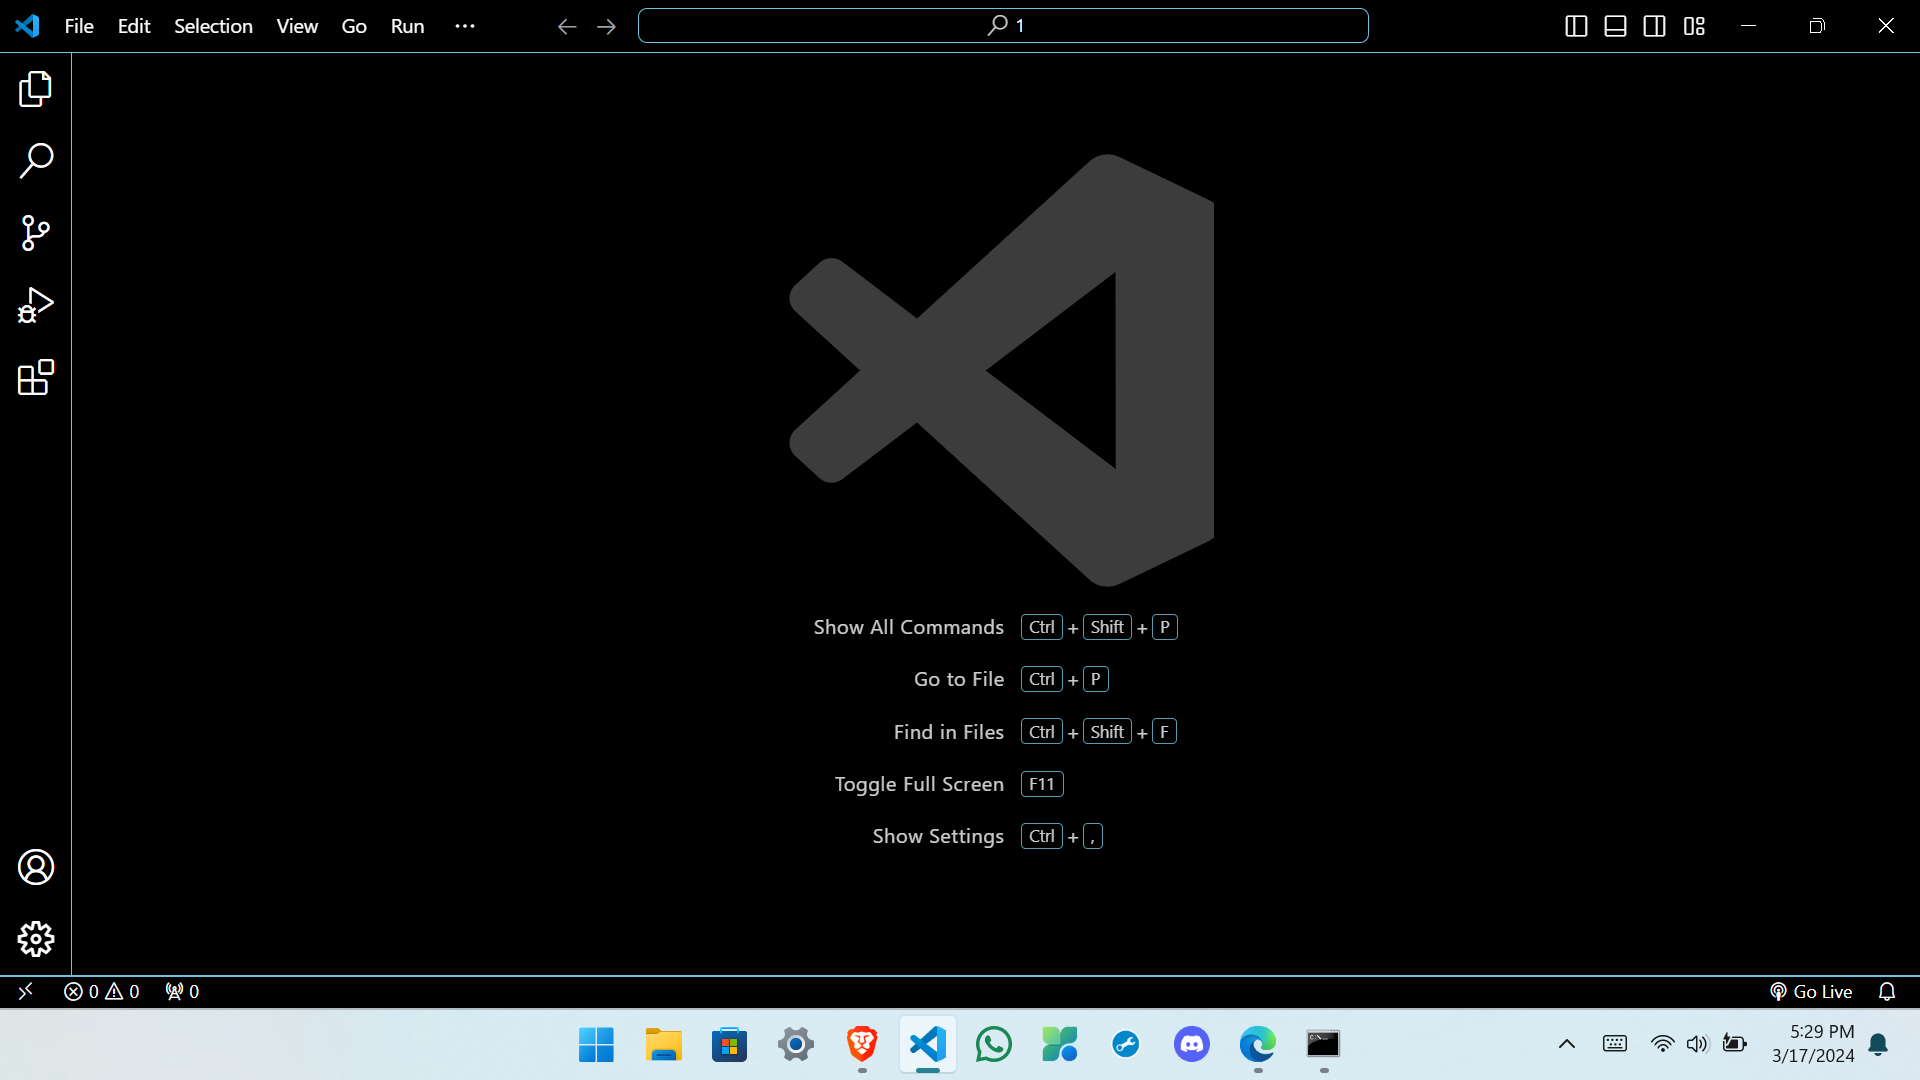 File Edit Selection View Go Run ··· 1
Show All Commands Ctrl + Shift + P
Go to File Ctrl + P
Find in Files Ctrl + Shift + F
Toggle Full Screen F11
Show Settings Ctrl + ,
0 0 0 Go Live
5:29 PM
3/17/2024